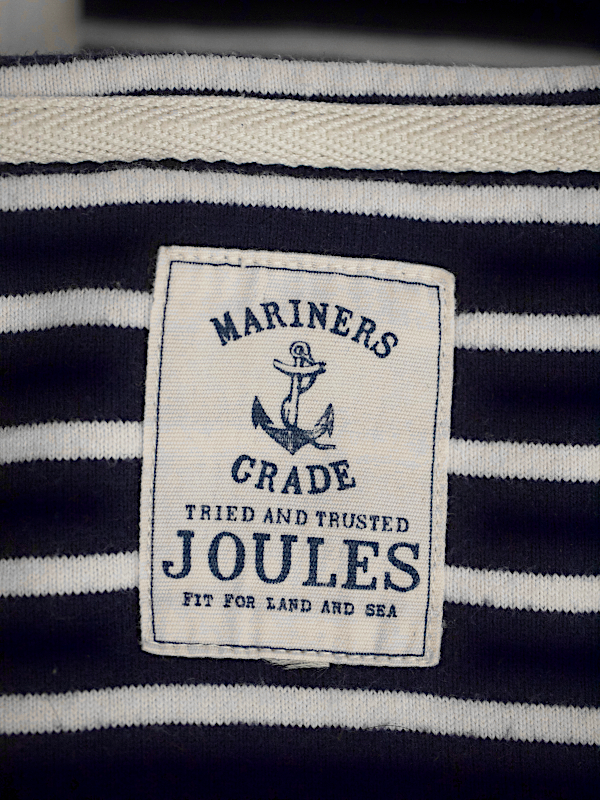 MARINERS
GRADE
TRIED AND TRUSTED
JOULES
FIT FOR LAND AND SEA